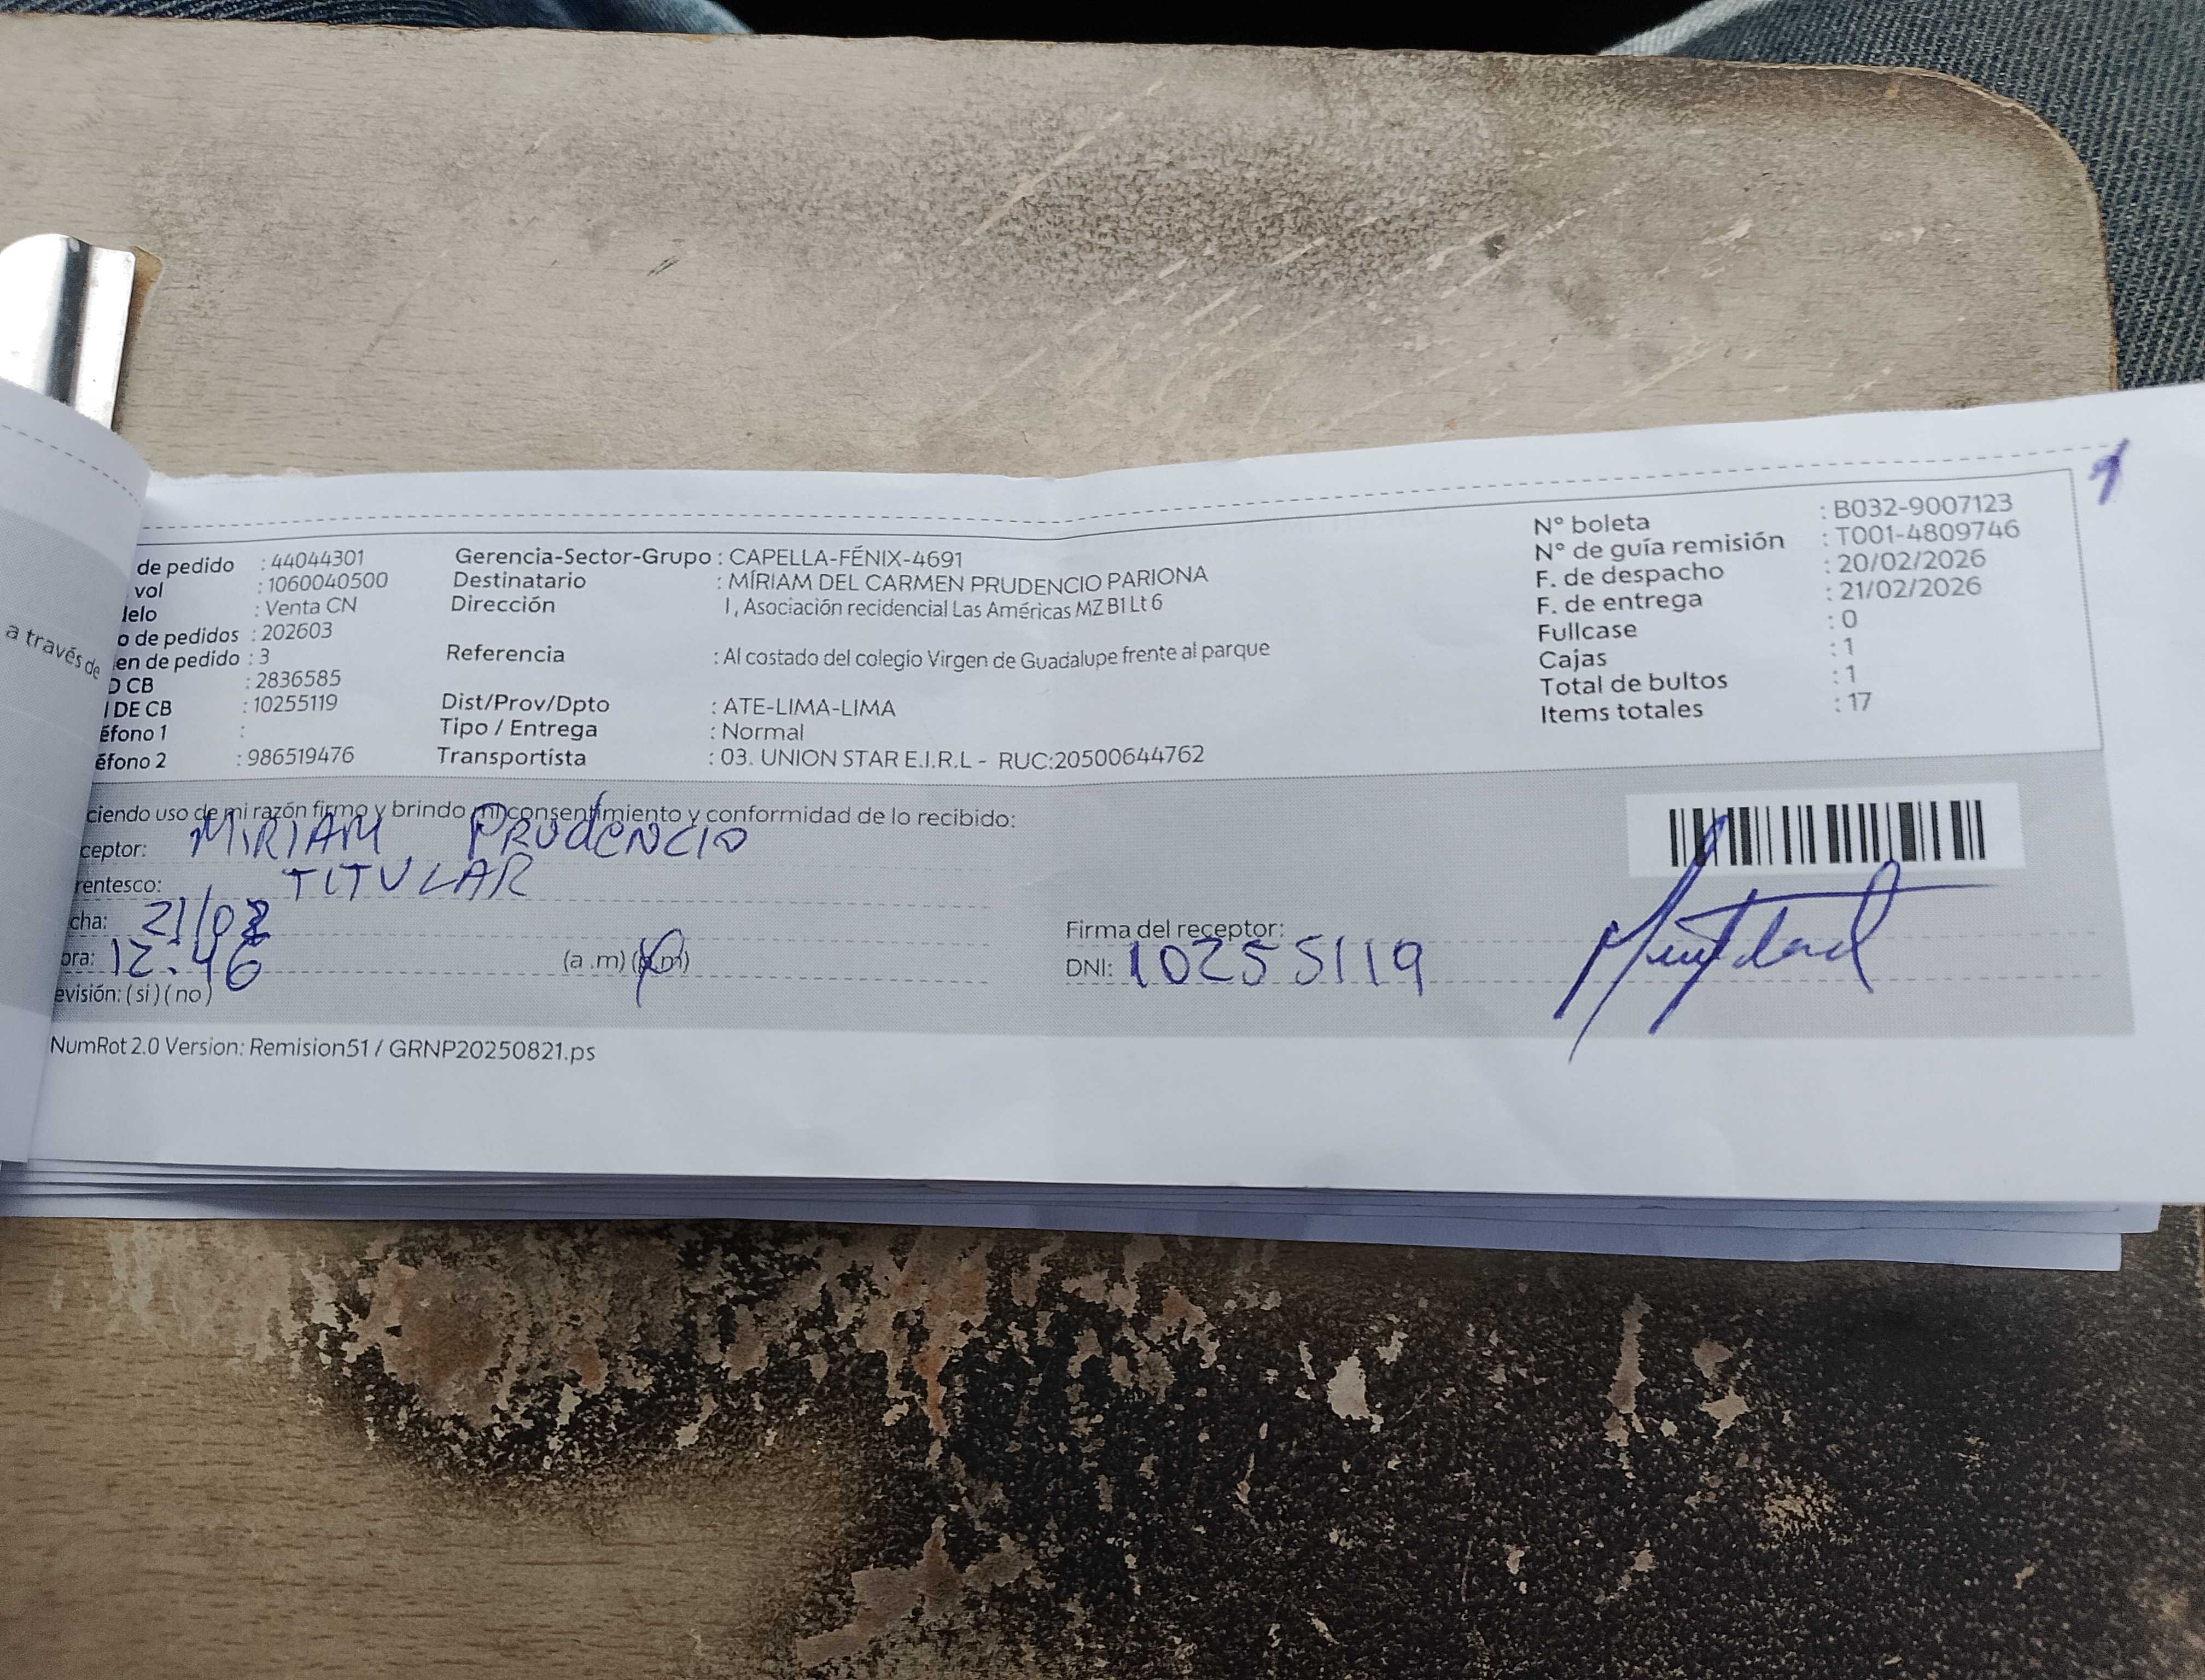 a través de
de pedido : 44044301
vol : 1060040500
delo : Venta CN
o de pedidos : 202603
en de pedido : 3
D CB : 2836585
I DE CB : 10255119
éfono 1 :
éfono 2 : 986519476
Gerencia-Sector-Grupo : CAPELLA-FÉNIX-4691
Destinatario : MÍRIAM DEL CARMEN PRUDENCIO PARIONA
Dirección I , Asociación recidencial Las Américas MZ B1 Lt 6
Referencia : Al costado del colegio Virgen de Guadalupe frente al parque
Dist/Prov/Dpto : ATE-LIMA-LIMA
Tipo / Entrega : Normal
Transportista : 03. UNION STAR E.I.R.L - RUC:20500644762
N° boleta : B032-9007123
N° de guía remisión : T001-4809746
F. de despacho : 20/02/2026
F. de entrega : 21/02/2026
Fullcase : 0
Cajas : 1
Total de bultos : 1
Items totales : 17
1
ciendo uso de mi razón firmo y brindo mi consentimiento y conformidad de lo recibido:
ceptor: MIRIAM PRUDENCIO
rentesco: TITULAR
cha: 21/02
ora: 12:46 (a .m) (p.m)
evisión: ( si ) ( no )
Firma del receptor:
DNI: 10255119
NumRot 2.0 Version: Remision51 / GRNP20250821.ps